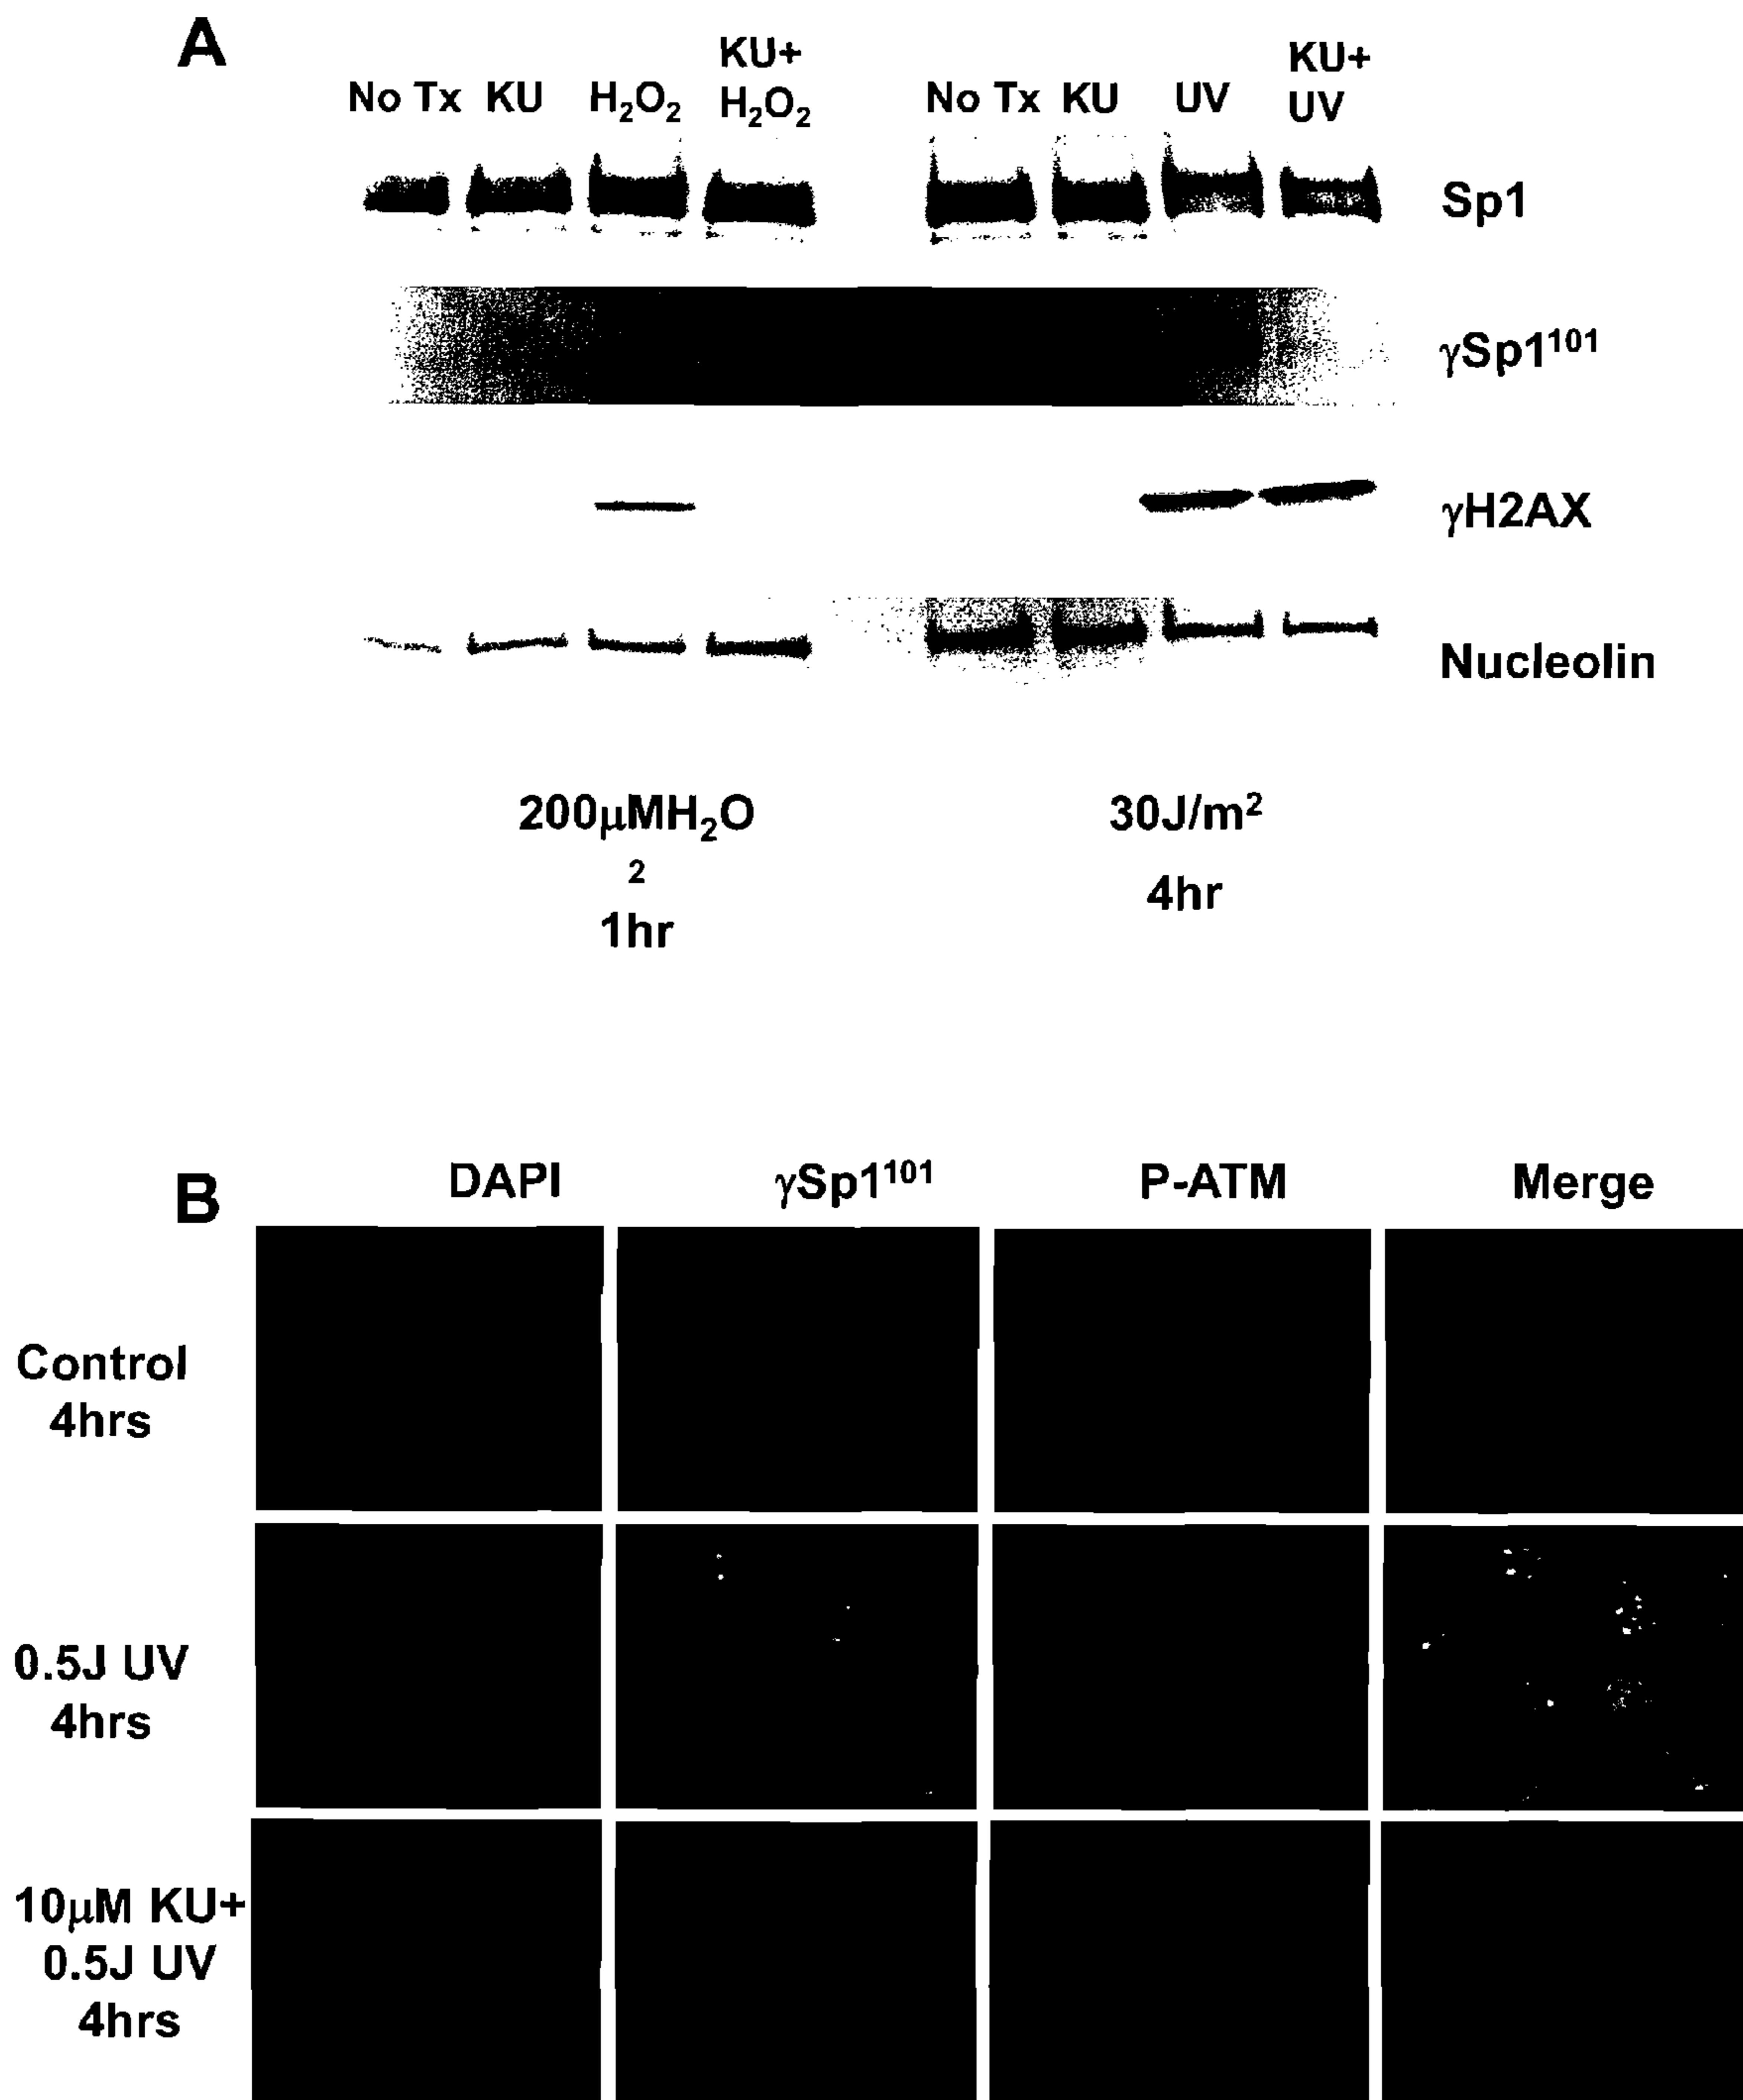 A
No Tx KU H₂O₂ KU+ H₂O₂ No Tx KU UV KU+ UV
Sp1
γSp1¹⁰¹
γH2AX
Nucleolin
200μMH₂O
2
1hr
30J/m²
4hr
B
DAPI γSp1¹⁰¹ P-ATM Merge
Control
4hrs
0.5J UV
4hrs
10μM KU+
0.5J UV
4hrs